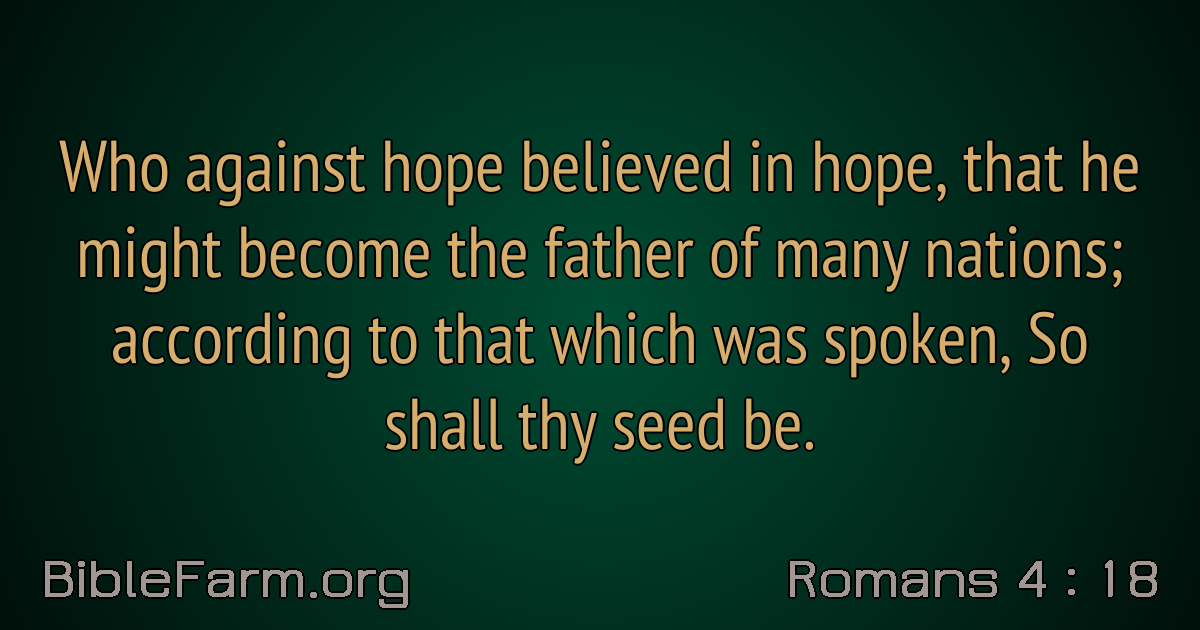 Who against hope believed in hope, that he
might become the father of many nations;
according to that which was spoken, So
shall thy seed be.
BibleFarm.org
Romans 4 : 18